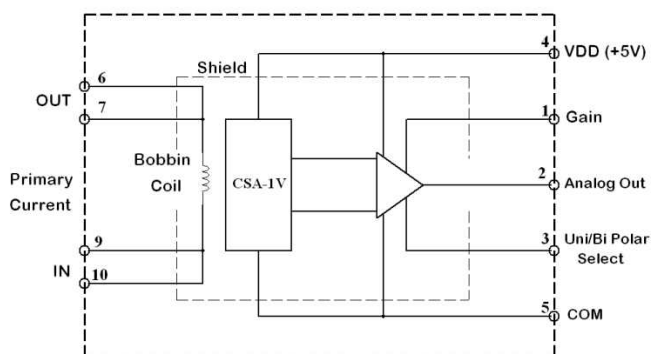 4
VDD (+5V)
6
Shield
OUT
7
1
Gain
Bobbin
Coil
CSA-1V
2
Analog Out
Primary
Current
9
3
Uni/Bi Polar
Select
IN
10
5
COM